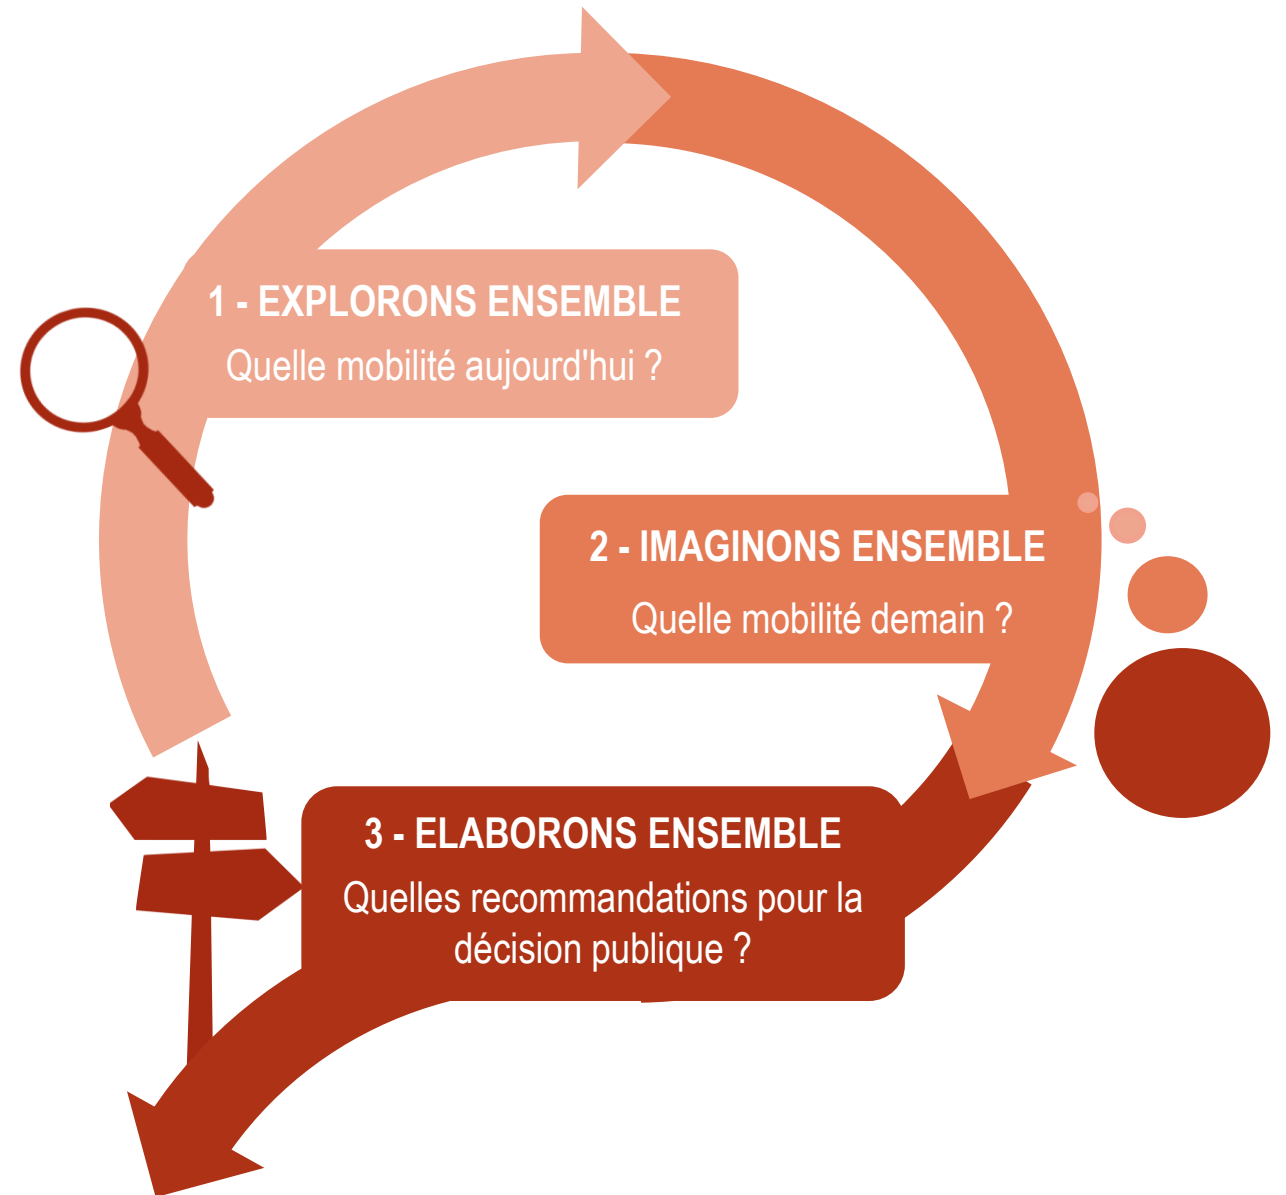 1 - EXPLORONS ENSEMBLE
Quelle mobilité aujourd'hui ?
2 - IMAGINONS ENSEMBLE
Quelle mobilité demain ?
3 - ELABORONS ENSEMBLE
Quelles recommandations pour la
décision publique ?